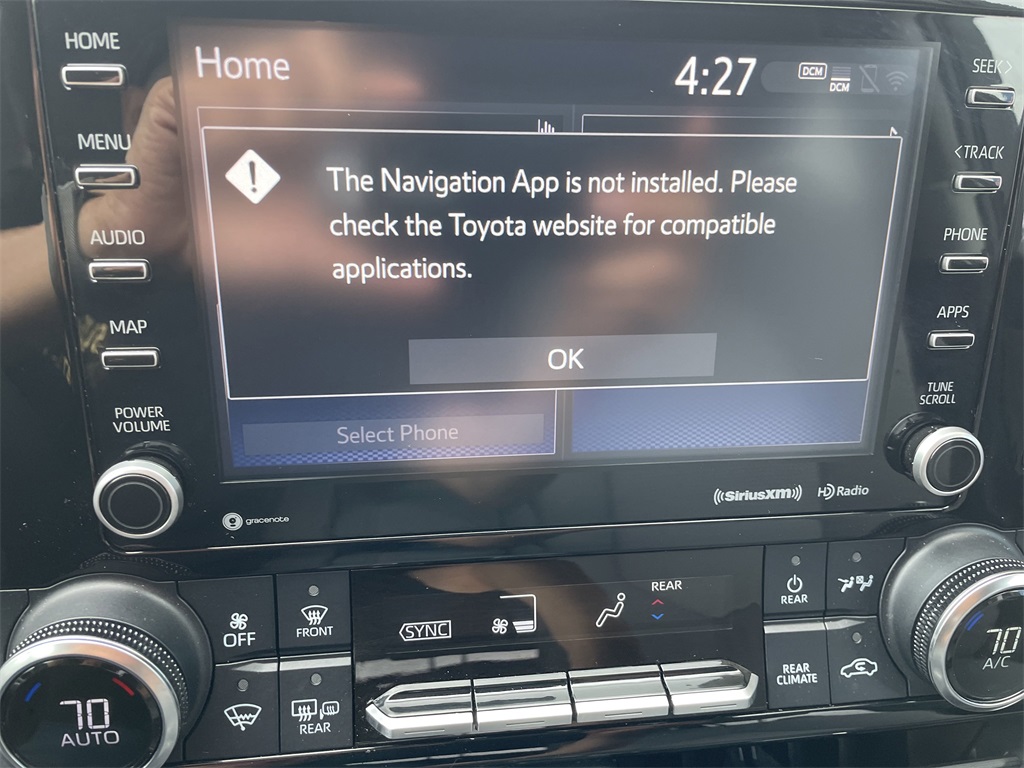 HOME
MENU
AUDIO
MAP
POWER
VOLUME
Home
4:27
DCM
DCM
The Navigation App is not installed. Please
check the Toyota website for compatible
applications.
OK
Select Phone
SEEK>
<TRACK
PHONE
APPS
TUNE
SCROLL
gracenote
((SiriusXM))
HD Radio
OFF
FRONT
REAR
SYNC
REAR
REAR
REAR
CLIMATE
70
AUTO
70
A/C